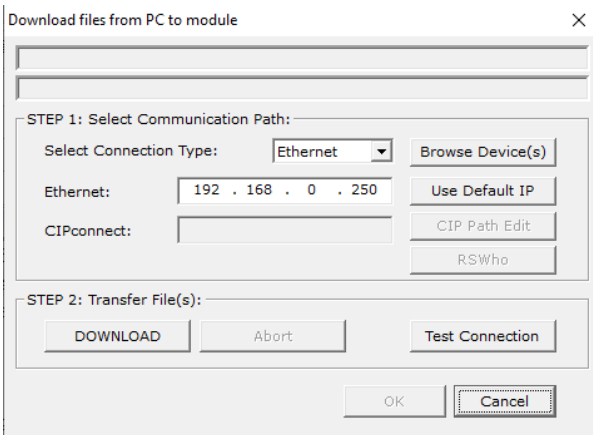 Download files from PC to module
STEP 1: Select Communication Path:
Select Connection Type: Ethernet Browse Device(s)
Ethernet: 192 . 168 . 0 . 250 Use Default IP
CIPconnect: CIP Path Edit
RSWho
STEP 2: Transfer File(s):
DOWNLOAD Abort Test Connection
OK Cancel